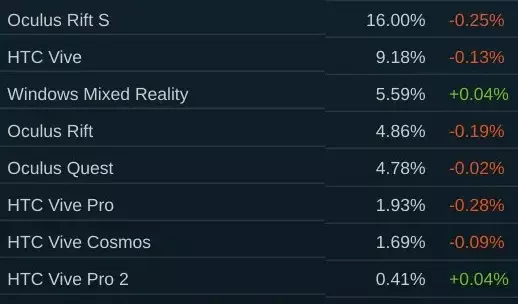 Oculus Rift S 16.00% -0.25%
HTC Vive 9.18% -0.13%
Windows Mixed Reality 5.59% +0.04%
Oculus Rift 4.86% -0.19%
Oculus Quest 4.78% -0.02%
HTC Vive Pro 1.93% -0.28%
HTC Vive Cosmos 1.69% -0.09%
HTC Vive Pro 2 0.41% +0.04%